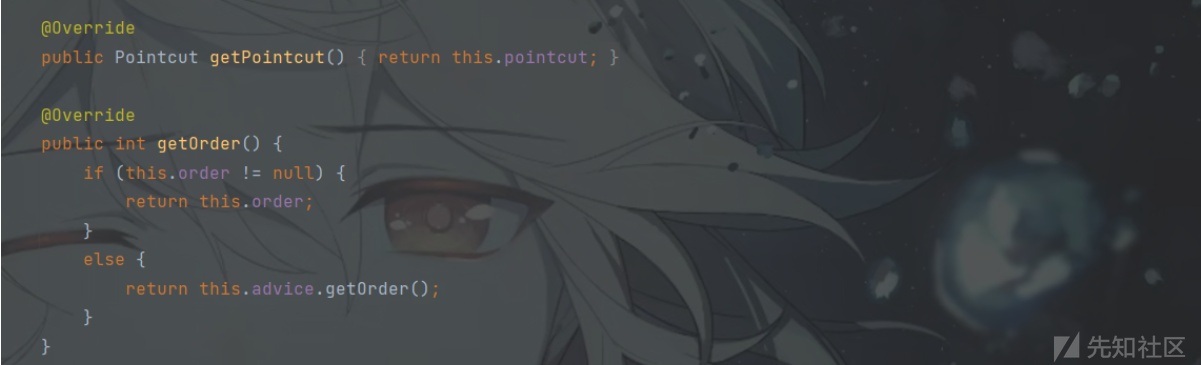 @Override
public Pointcut getPointcut() { return this.pointcut; }
@Override
public int getOrder() {
    if (this.order != null) {
        return this.order;
    }
    else {
        return this.advice.getOrder();
    }
}
先知社区